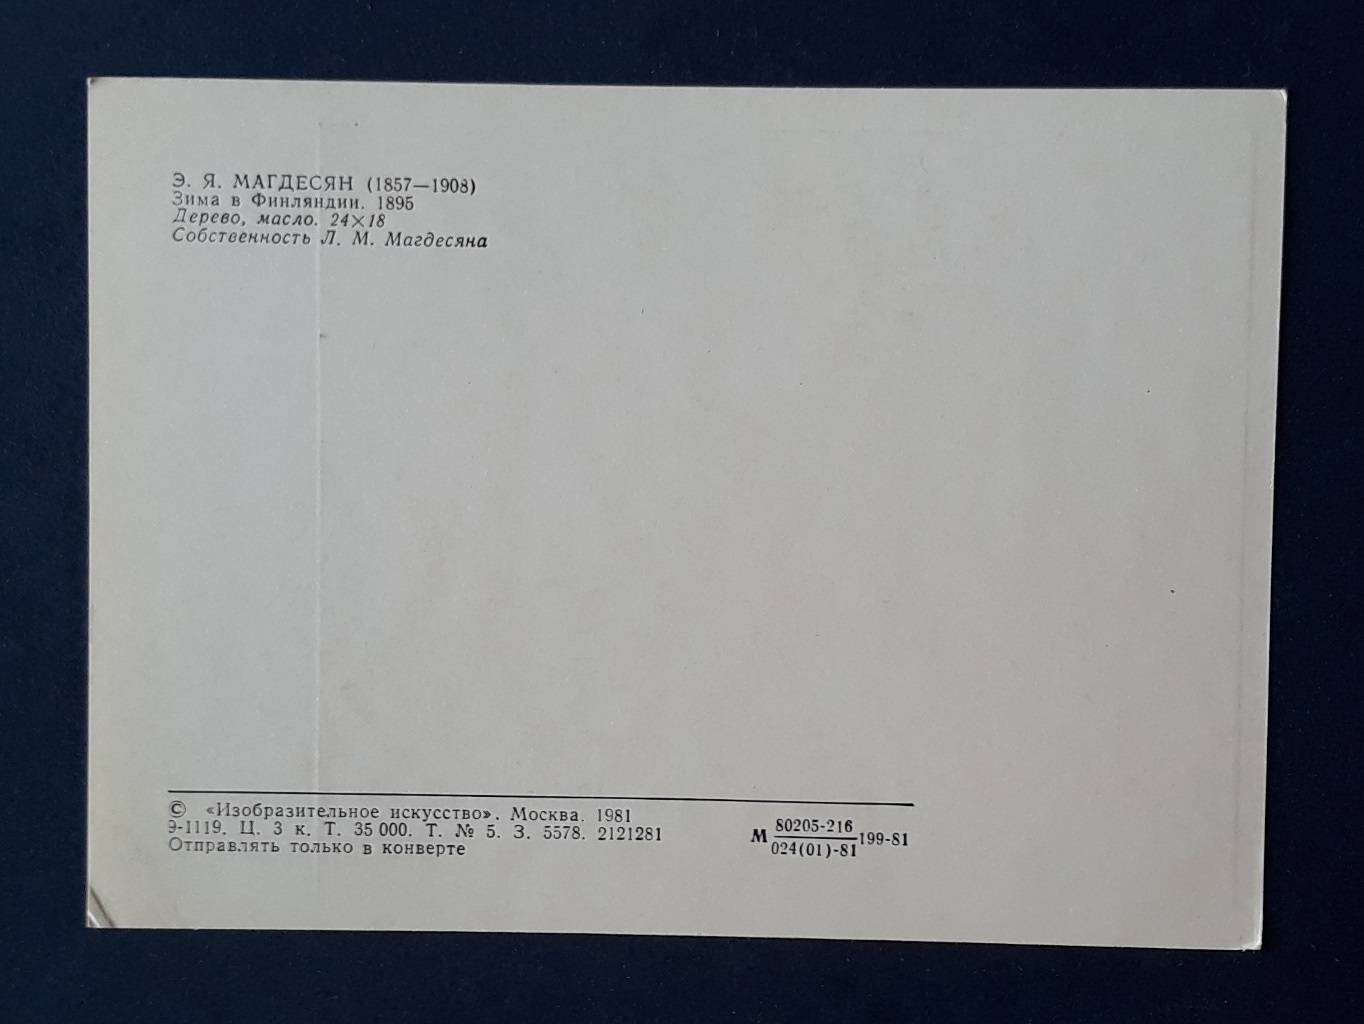 Э. Я. МАГДЕСЯН (1857—1908)
Зима в Финляндии. 1895
Дерево, масло. 24×18
Собственность Л. М. Магдесяна
© «Изобразительное искусство». Москва. 1981
Э-1119. Ц. 3 к. Т. 35 000. Т. № 5. З. 5578. 2121281
Отправлять только в конверте
80205-216
М 199-81
024(01)-81